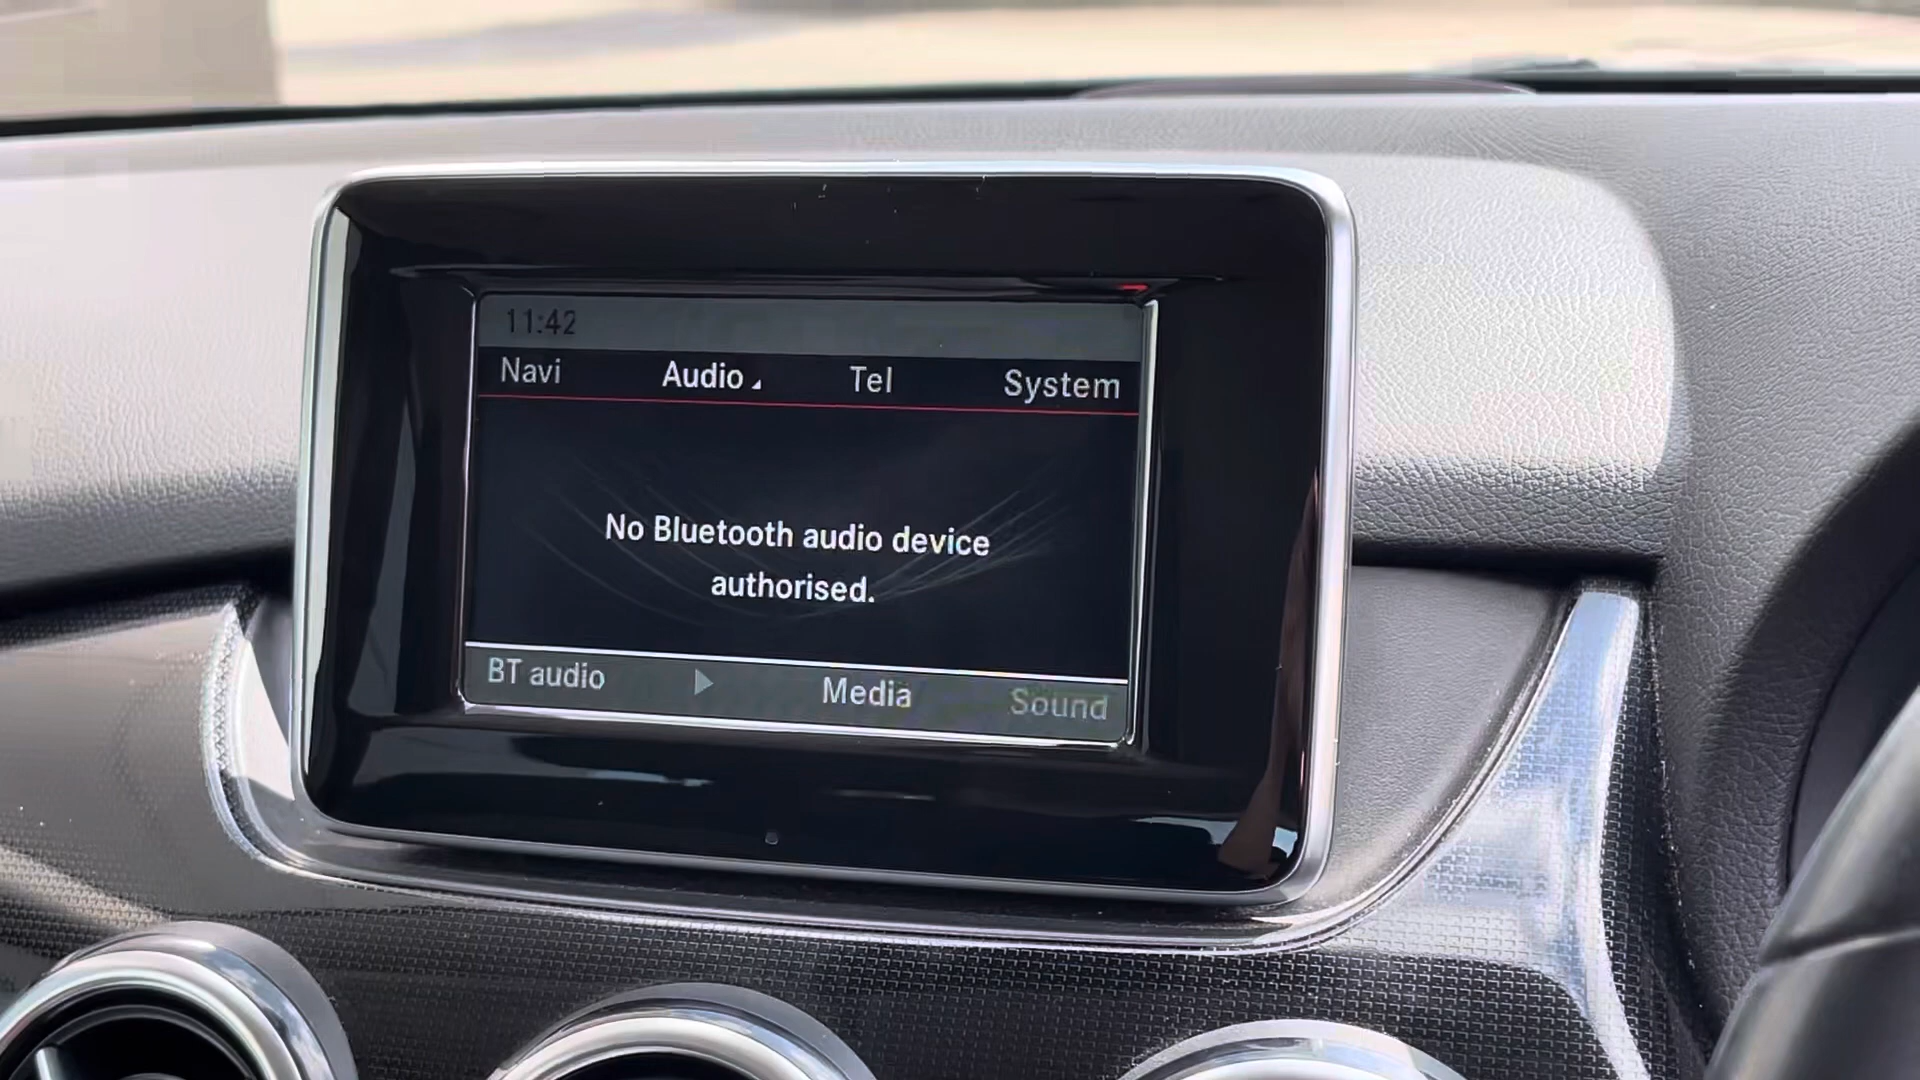 11:42
Navi Audio Tel System
No Bluetooth audio device
authorised.
BT audio Media Sound